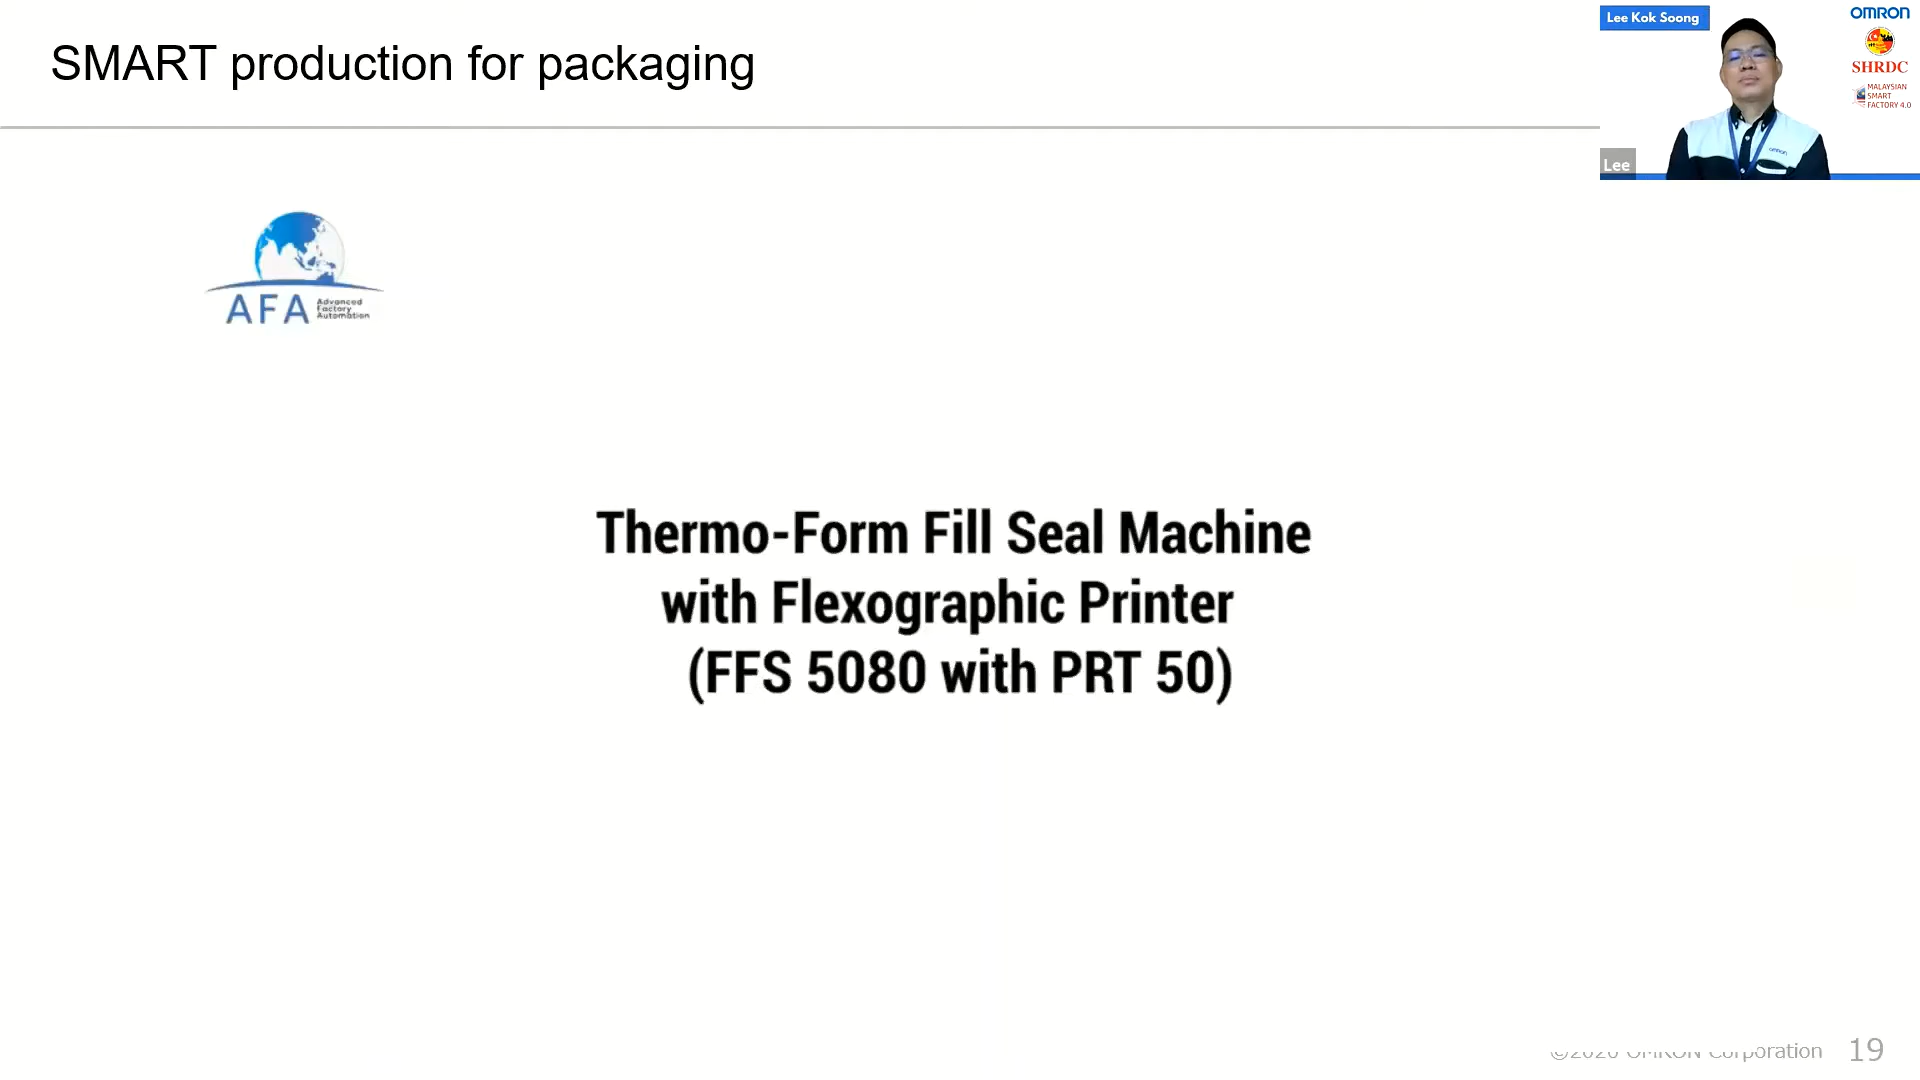 SMART production for packaging
Lee Kok Soong
OMRON
SHRDC
MALAYSIAN
SMART
FACTORY 4.0
omron
Lee
AFA
Advanced
Factory
Automation
Thermo-Form Fill Seal Machine
with Flexographic Printer
(FFS 5080 with PRT 50)
©2020 OMRON Corporation
19